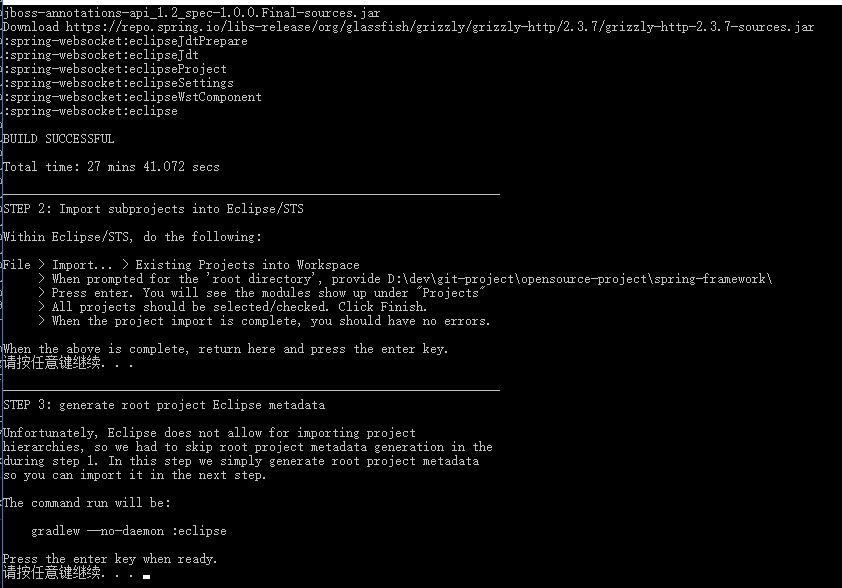 jboss-annotations-api_1.2_spec-1.0.0.Final-sources.jar
Download https://repo.spring.io/libs-release/org/glassfish/grizzly/grizzly-http/2.3.7/grizzly-http-2.3.7-sources.jar
:spring-websocket:eclipseJdtPrepare
:spring-websocket:eclipseJdt
:spring-websocket:eclipseProject
:spring-websocket:eclipseSettings
:spring-websocket:eclipseWstComponent
:spring-websocket:eclipse
BUILD SUCCESSFUL
Total time: 27 mins 41.072 secs
STEP 2: Import subprojects into Eclipse/STS
Within Eclipse/STS, do the following:
File > Import... > Existing Projects into Workspace
> When prompted for the 'root directory', provide D:\dev\git-project\opensource-project\spring-framework\
> Press enter. You will see the modules show up under "Projects"
> All projects should be selected/checked. Click Finish.
> When the project import is complete, you should have no errors.
When the above is complete, return here and press the enter key.
请按任意键继续. . .
STEP 3: generate root project Eclipse metadata
Unfortunately, Eclipse does not allow for importing project
hierarchies, so we had to skip root project metadata generation in the
during step 1. In this step we simply generate root project metadata
so you can import it in the next step.
The command run will be:
gradlew --no-daemon :eclipse
Press the enter key when ready.
请按任意键继续. . .